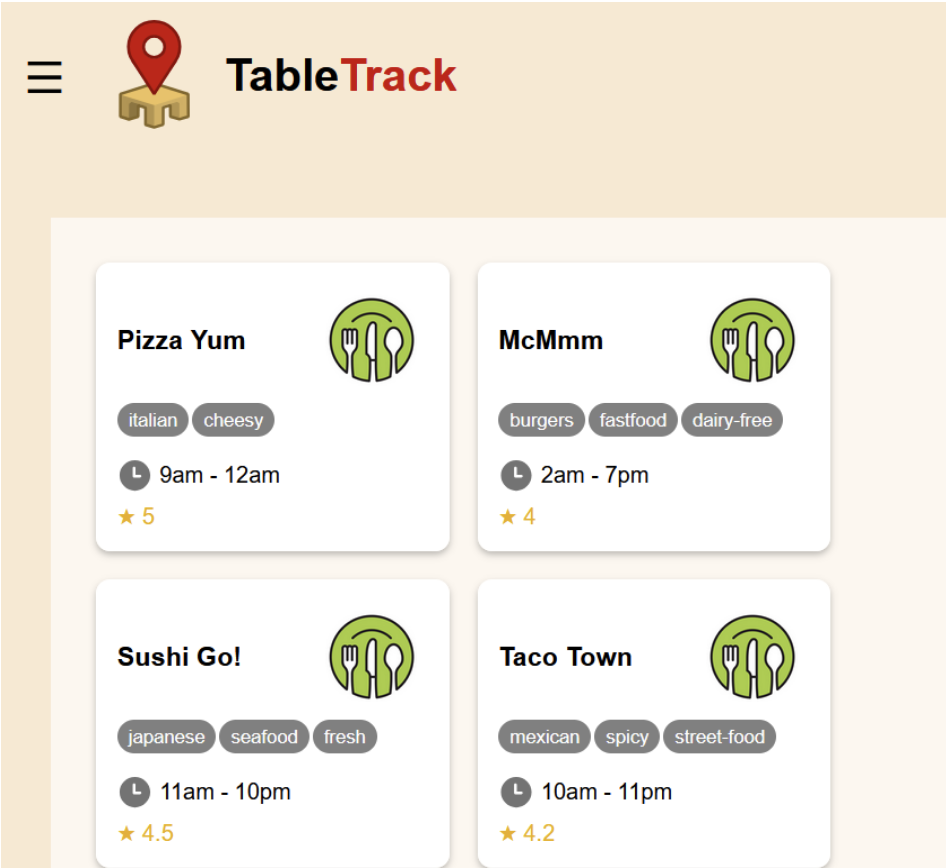 TableTrack
Pizza Yum
italian cheesy
9am - 12am
★ 5
McMmm
burgers fastfood dairy-free
2am - 7pm
★ 4
Sushi Go!
japanese seafood fresh
11am - 10pm
★ 4.5
Taco Town
mexican spicy street-food
10am - 11pm
★ 4.2